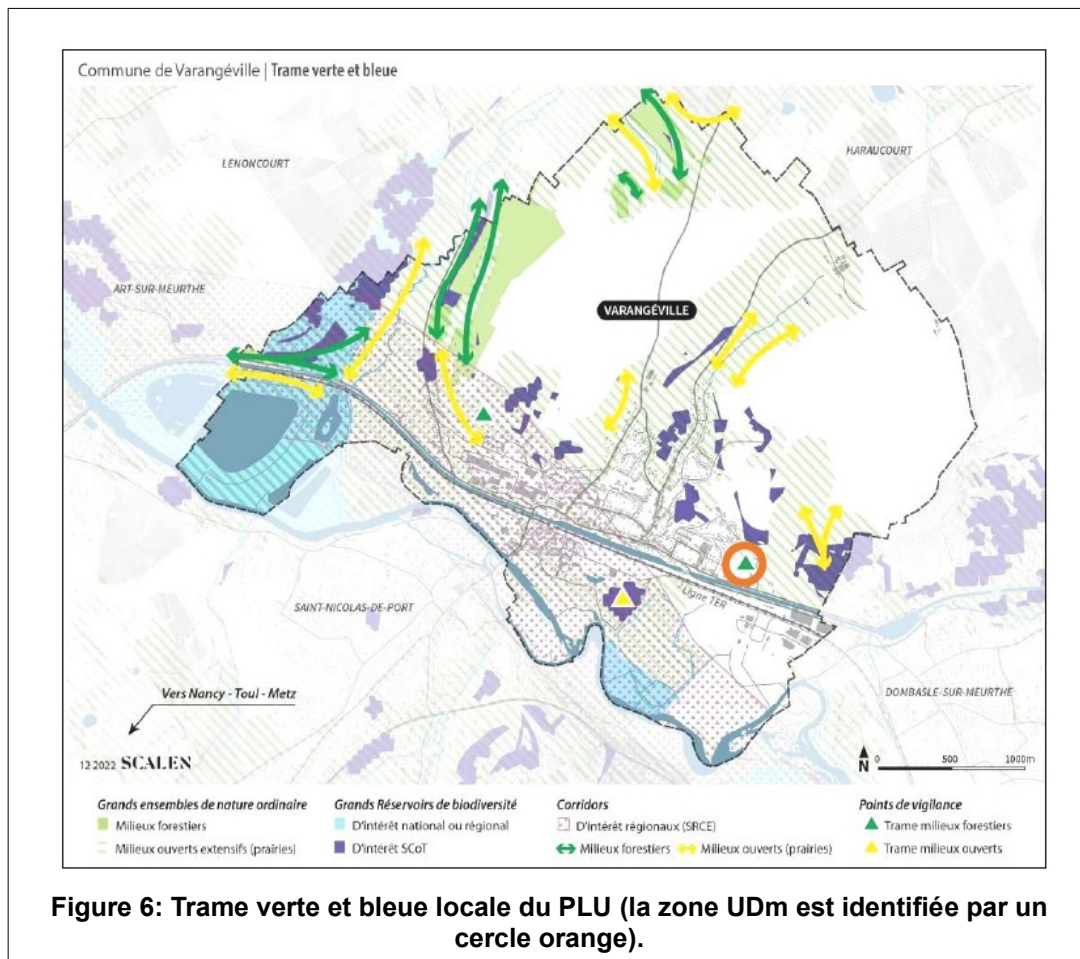 Commune de Varangéville | Trame verte et bleue
LENONCOURT
HARAUCOURT
ART-SUR-MEURTHE
VARANGÉVILLE
SAINT-NICOLAS-DE-PORT
Ligne TER
DOMBASLE-SUR-MEURTHE
Vers Nancy - Toul - Metz
12.2022 SCALEN
N 0 500 1000m
Grands ensembles de nature ordinaire
Milieux forestiers
Milieux ouverts extensifs (prairies)
Grands Réservoirs de biodiversité
D'intérêt national ou régional
D'intérêt SCoT
Corridors
D'intérêt régionaux (SRCE)
Milieux forestiers Milieux ouverts (prairies)
Points de vigilance
Trame milieux forestiers
Trame milieux ouverts
Figure 6: Trame verte et bleue locale du PLU (la zone UDm est identifiée par un
cercle orange).